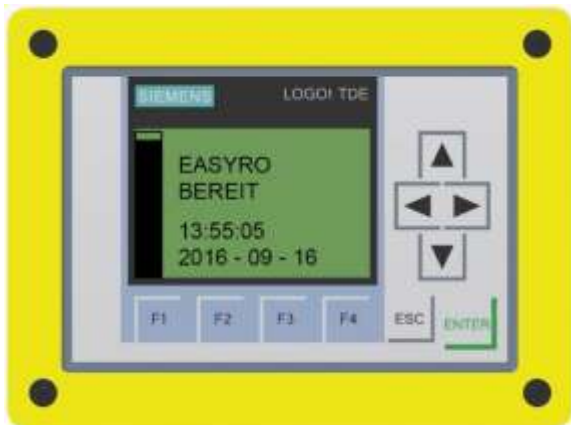 SIEMENS LOGO! TDE
EASYRO
BEREIT
13:55:05
2016 - 09 - 16
F1 F2 F3 F4 ESC ENTER